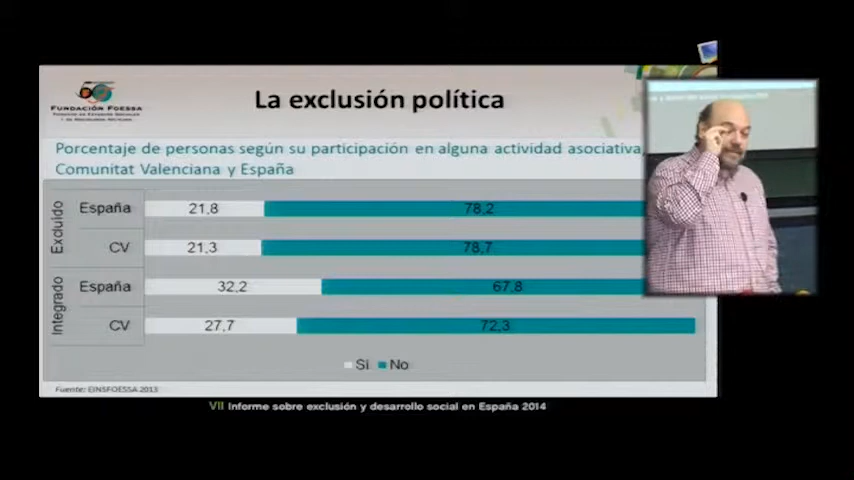 La exclusión política
FUNDACIÓN FOESSA
Porcentaje de personas según su participación en alguna actividad asociativa,
Comunitat Valenciana y España
Excluido
España
21,8
78,2
CV
21,3
78,7
Integrado
España
32,2
67,8
CV
27,7
72,3
Si
No
Fuente: EINSFOESSA 2013
VII Informe sobre exclusión y desarrollo social en España 2014